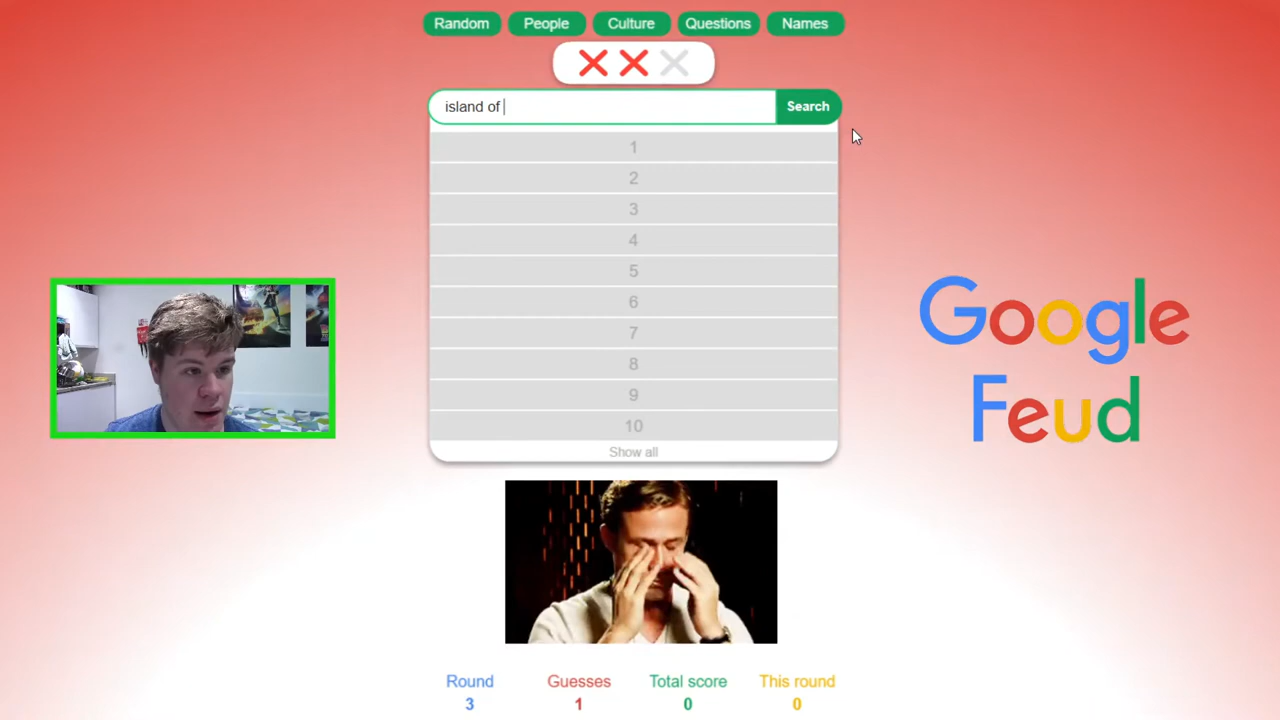 Random People Culture Questions Names
island of
Search
1
2
3
4
5
6
7
8
9
10
Show all
Google
Feud
Round Guesses Total score This round
3 1 0 0